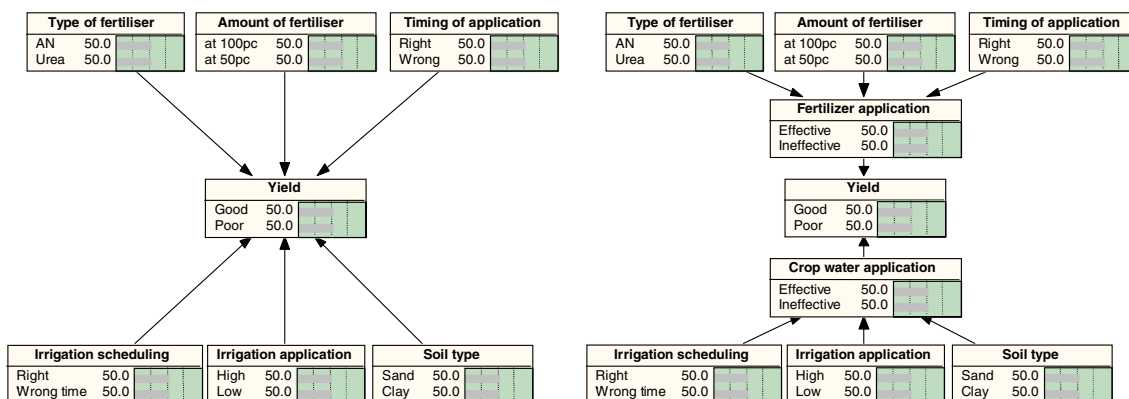 Type of fertiliser
AN 50.0
Urea 50.0
Amount of fertiliser
at 100pc 50.0
at 50pc 50.0
Timing of application
Right 50.0
Wrong 50.0
Yield
Good 50.0
Poor 50.0
Irrigation scheduling
Right 50.0
Wrong time 50.0
Irrigation application
High 50.0
Low 50.0
Soil type
Sand 50.0
Clay 50.0
Type of fertiliser
AN 50.0
Urea 50.0
Amount of fertiliser
at 100pc 50.0
at 50pc 50.0
Timing of application
Right 50.0
Wrong 50.0
Fertilizer application
Effective 50.0
Ineffective 50.0
Yield
Good 50.0
Poor 50.0
Crop water application
Effective 50.0
Ineffective 50.0
Irrigation scheduling
Right 50.0
Wrong time 50.0
Irrigation application
High 50.0
Low 50.0
Soil type
Sand 50.0
Clay 50.0